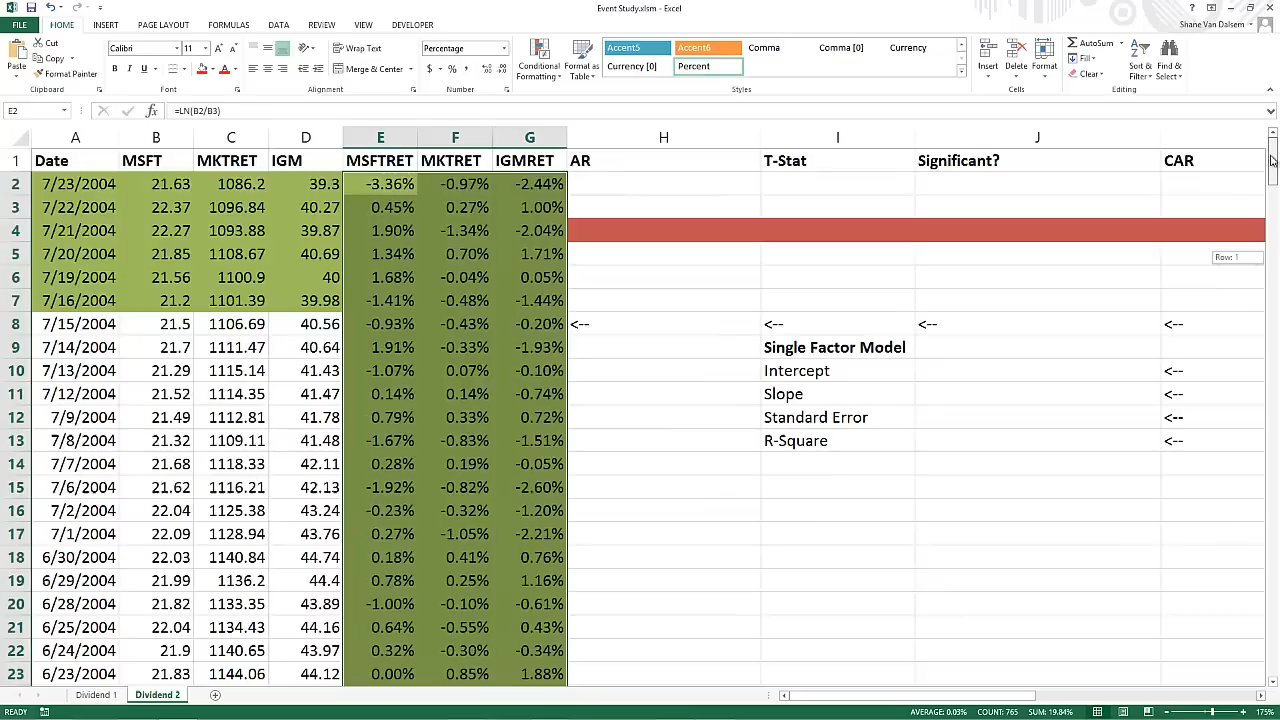 Event Study.xlsm - Excel
FILE HOME INSERT PAGE LAYOUT FORMULAS DATA REVIEW VIEW DEVELOPER Shane Van Dalsem
Paste Cut Copy Format Painter Clipboard
Calibri 11 B I U A Font
Wrap Text Merge & Center Alignment
Percentage $ % , Number
Conditional Formatting Format as Table
Accent5 Accent6 Comma Comma [0] Currency
Currency [0] Percent
Styles
Insert Delete Format Cells
AutoSum Fill Clear Sort & Filter Find & Select Editing
E2 fx =LN(B2/B3)
A B C D E F G H I J
1 Date MSFT MKTRET IGM MSFTRET MKTRET IGMRET AR T-Stat Significant? CAR
2 7/23/2004 21.63 1086.2 39.3 -3.36% -0.97% -2.44%
3 7/22/2004 22.37 1096.84 40.27 0.45% 0.27% 1.00%
4 7/21/2004 22.27 1093.88 39.87 1.90% -1.34% -2.04%
5 7/20/2004 21.85 1108.67 40.69 1.34% 0.70% 1.71% Row: 1
6 7/19/2004 21.56 1100.9 40 1.68% -0.04% 0.05%
7 7/16/2004 21.2 1101.39 39.98 -1.41% -0.48% -1.44%
8 7/15/2004 21.5 1106.69 40.56 -0.93% -0.43% -0.20% <-- <-- <-- <--
9 7/14/2004 21.7 1111.47 40.64 1.91% -0.33% -1.93% Single Factor Model
10 7/13/2004 21.29 1115.14 41.43 -1.07% 0.07% -0.10% Intercept <--
11 7/12/2004 21.52 1114.35 41.47 0.14% 0.14% -0.74% Slope <--
12 7/9/2004 21.49 1112.81 41.78 0.79% 0.33% 0.72% Standard Error <--
13 7/8/2004 21.32 1109.11 41.48 -1.67% -0.83% -1.51% R-Square <--
14 7/7/2004 21.68 1118.33 42.11 0.28% 0.19% -0.05%
15 7/6/2004 21.62 1116.21 42.13 -1.92% -0.82% -2.60%
16 7/2/2004 22.04 1125.38 43.24 -0.23% -0.32% -1.20%
17 7/1/2004 22.09 1128.94 43.76 0.27% -1.05% -2.21%
18 6/30/2004 22.03 1140.84 44.74 0.18% 0.41% 0.76%
19 6/29/2004 21.99 1136.2 44.4 0.78% 0.25% 1.16%
20 6/28/2004 21.82 1133.35 43.89 -1.00% -0.10% -0.61%
21 6/25/2004 22.04 1134.43 44.16 0.64% -0.55% 0.43%
22 6/24/2004 21.9 1140.65 43.97 0.32% -0.30% -0.34%
23 6/23/2004 21.83 1144.06 44.12 0.00% 0.85% 1.88%
Dividend 1 Dividend 2
READY AVERAGE: 0.03% COUNT: 765 SUM: 19.84% 175%